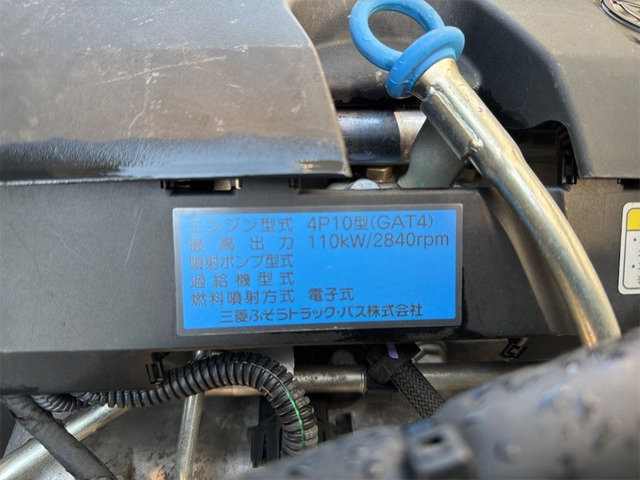 エンジン型式 4P10型(GAT4)
最高出力 110kW/2840rpm
噴射ポンプ型式
過給機型式
燃料噴射方式 電子式
三菱ふそうトラック・バス株式会社